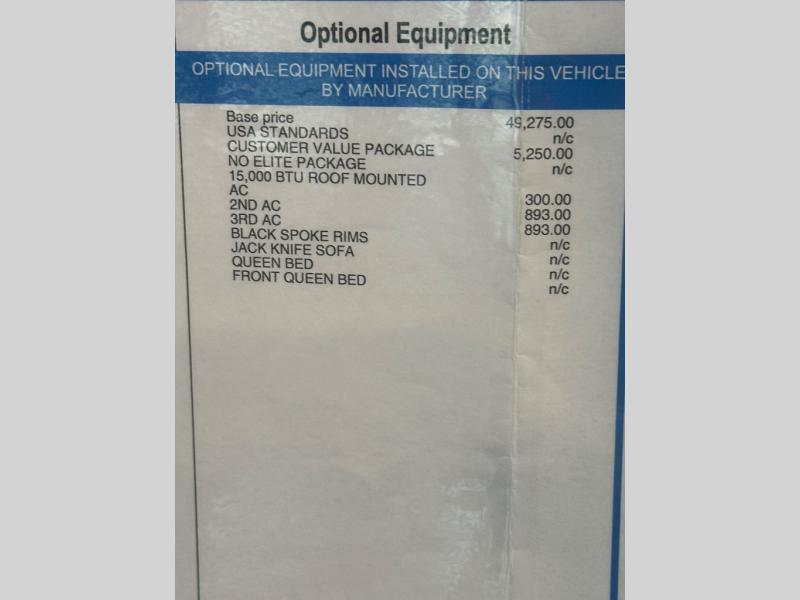 Optional Equipment
OPTIONAL EQUIPMENT INSTALLED ON THIS VEHICLE
BY MANUFACTURER
Base price 49,275.00
USA STANDARDS n/c
CUSTOMER VALUE PACKAGE 5,250.00
NO ELITE PACKAGE n/c
15,000 BTU ROOF MOUNTED
AC 300.00
2ND AC 893.00
3RD AC 893.00
BLACK SPOKE RIMS n/c
JACK KNIFE SOFA n/c
QUEEN BED n/c
FRONT QUEEN BED n/c